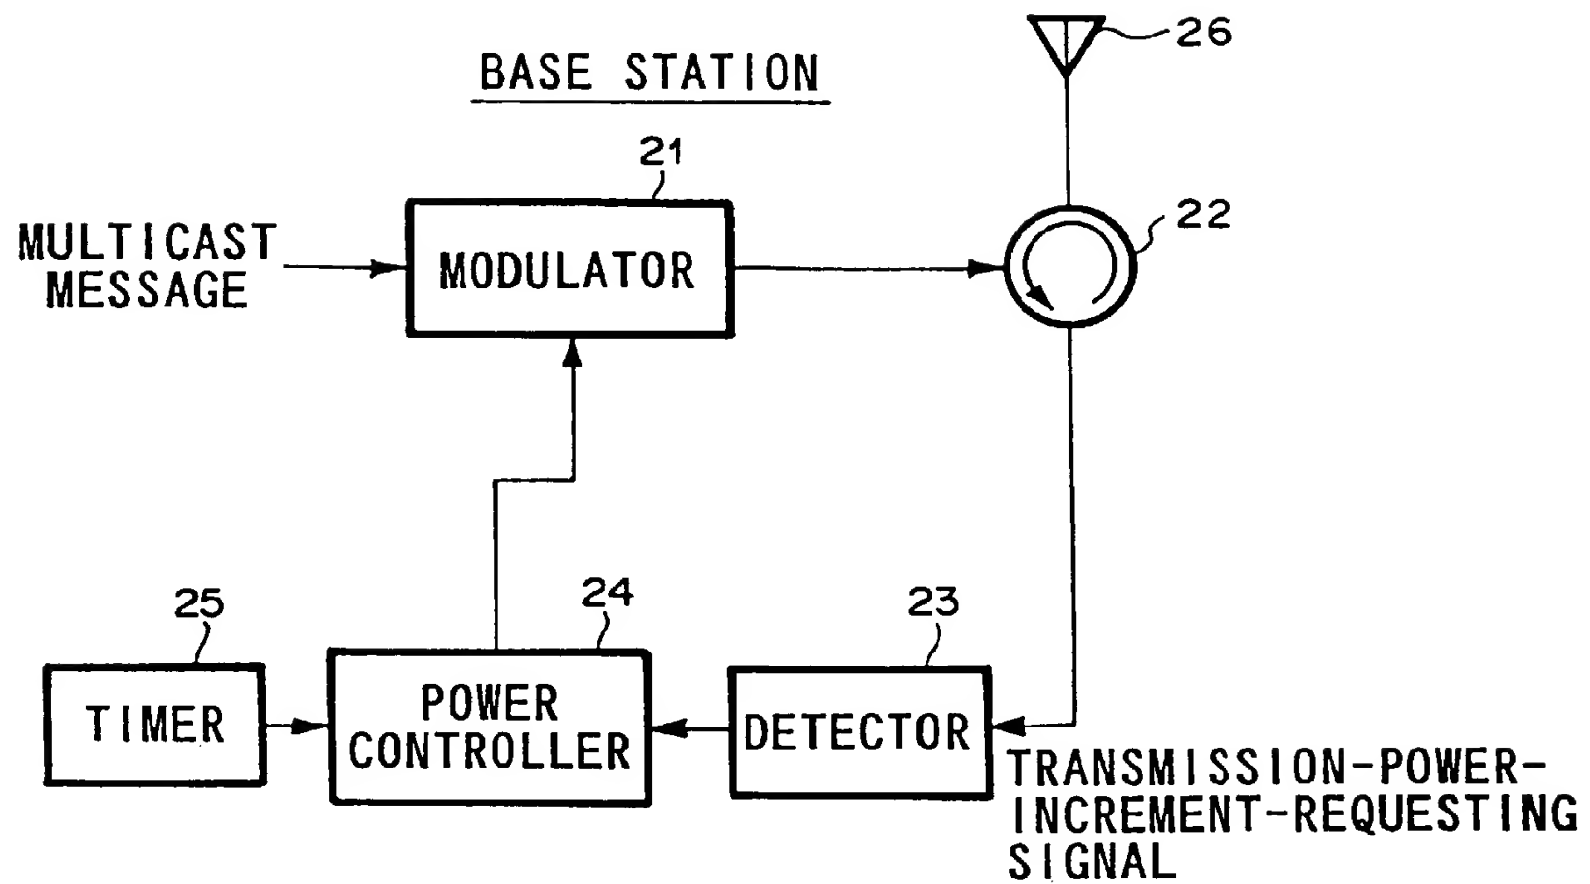 26
BASE STATION
21
22
MULTICAST
MESSAGE
MODULATOR
25
24
23
TIMER
POWER
CONTROLLER
DETECTOR
TRANSMISSION-POWER-
INCREMENT-REQUESTING
SIGNAL